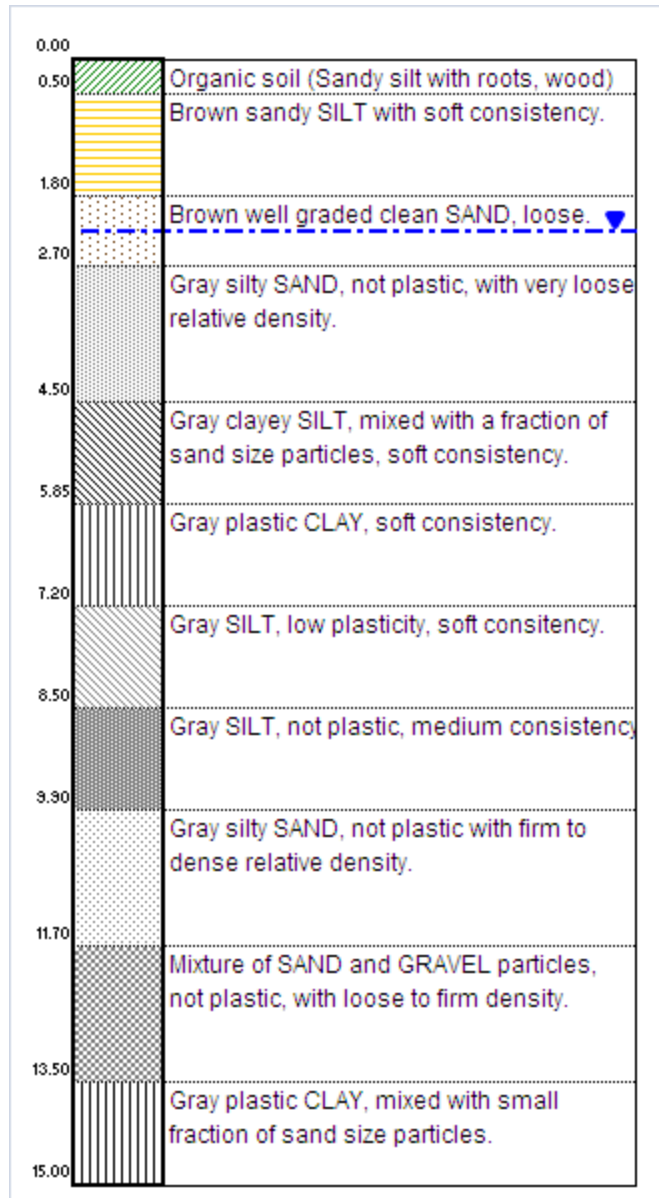 0.00
0.50
Organic soil (Sandy silt with roots, wood)
Brown sandy SILT with soft consistency.
1.80
Brown well graded clean SAND, loose.
2.70
Gray silty SAND, not plastic, with very loose
relative density.
4.50
Gray clayey SILT, mixed with a fraction of
sand size particles, soft consistency.
5.85
Gray plastic CLAY, soft consistency.
7.20
Gray SILT, low plasticity, soft consitency.
8.50
Gray SILT, not plastic, medium consistency
9.90
Gray silty SAND, not plastic with firm to
dense relative density.
11.70
Mixture of SAND and GRAVEL particles,
not plastic, with loose to firm density.
13.50
Gray plastic CLAY, mixed with small
fraction of sand size particles.
15.00